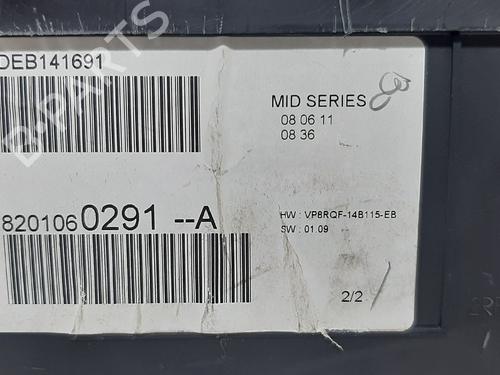 DEB141691
MID SERIES
08 06 11
08 36
8201060291 --A
HW : VP8RQF-14B115-EB
SW : 01.09
2/2